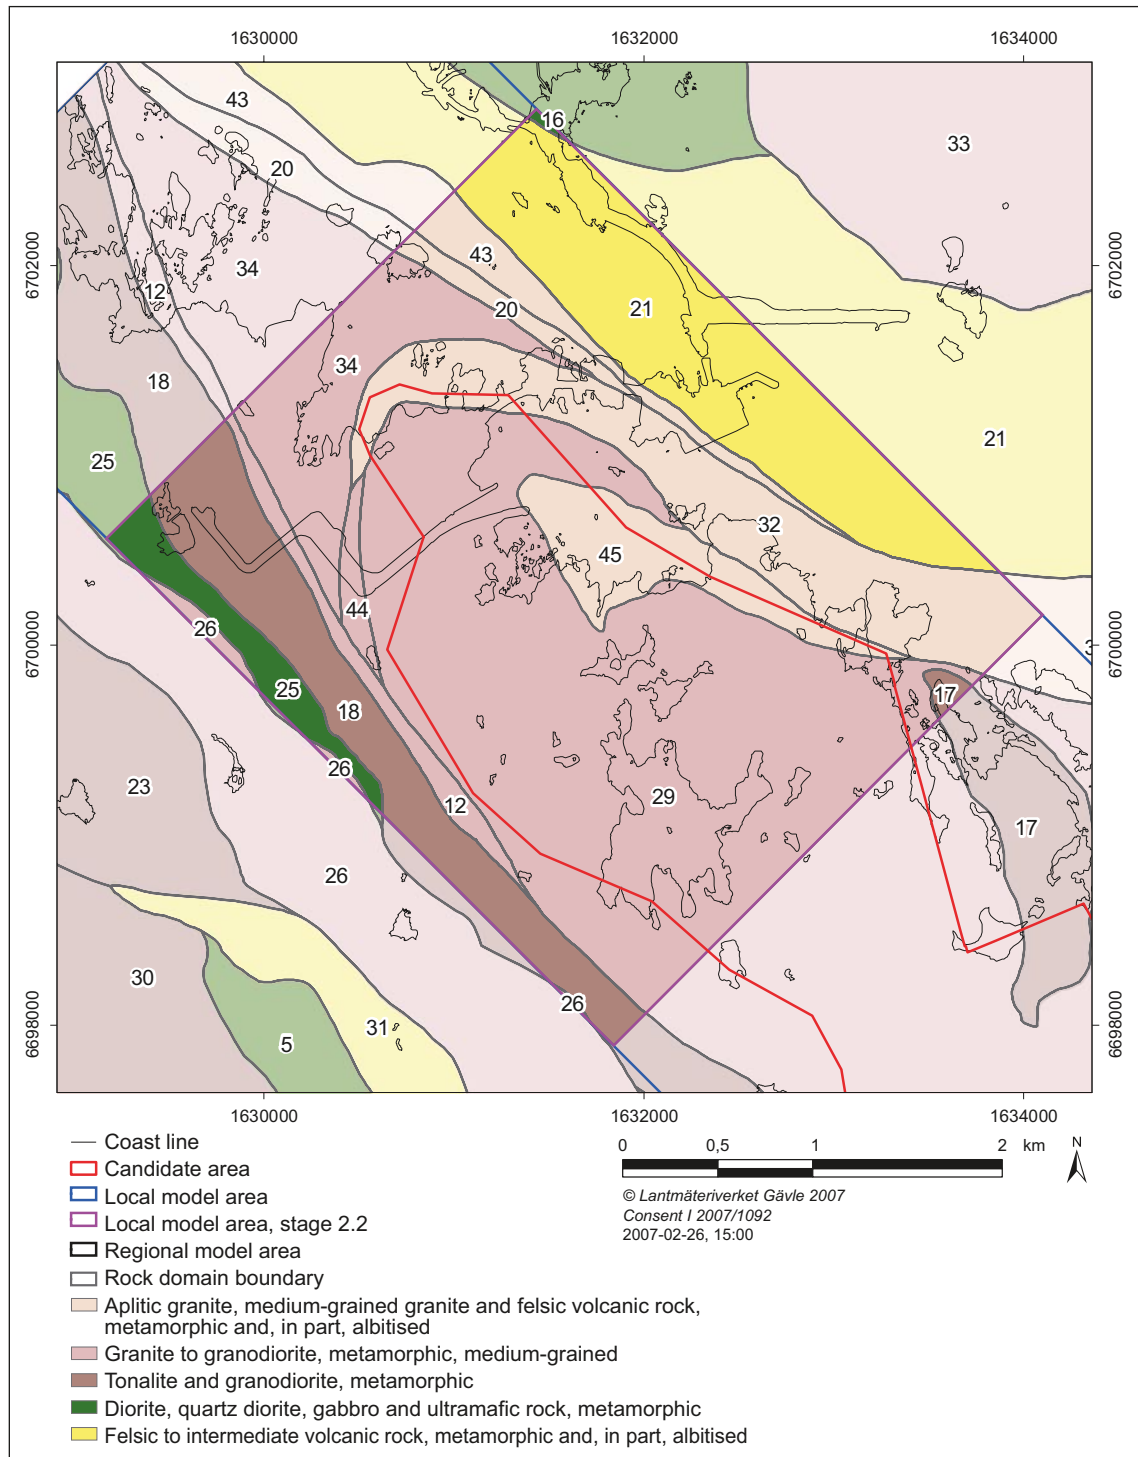 1630000 1632000 1634000
43
16
33
20
43
34
6702000 6702000
12
20
21
34
18
21
25
32
45
44
26
6700000 6700000
17
25
18
26
23
29
12
17
26
30
26
31
5
6698000 6698000
1630000 1632000 1634000
Coast line
Candidate area
Local model area
Local model area, stage 2.2
Regional model area
Rock domain boundary
Aplitic granite, medium-grained granite and felsic volcanic rock,
metamorphic and, in part, albitised
Granite to granodiorite, metamorphic, medium-grained
Tonalite and granodiorite, metamorphic
Diorite, quartz diorite, gabbro and ultramafic rock, metamorphic
Felsic to intermediate volcanic rock, metamorphic and, in part, albitised
0 0,5 1 2 km
N
© Lantmäteriverket Gävle 2007
Consent I 2007/1092
2007-02-26, 15:00